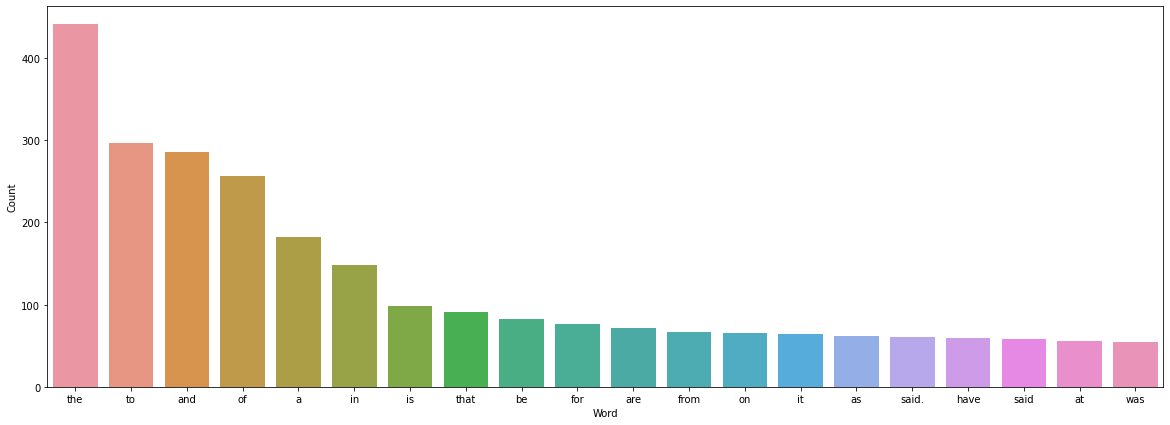 400
300
200
100
0
Count
the to and of a in is that be for are from on it as said. have said at was
Word